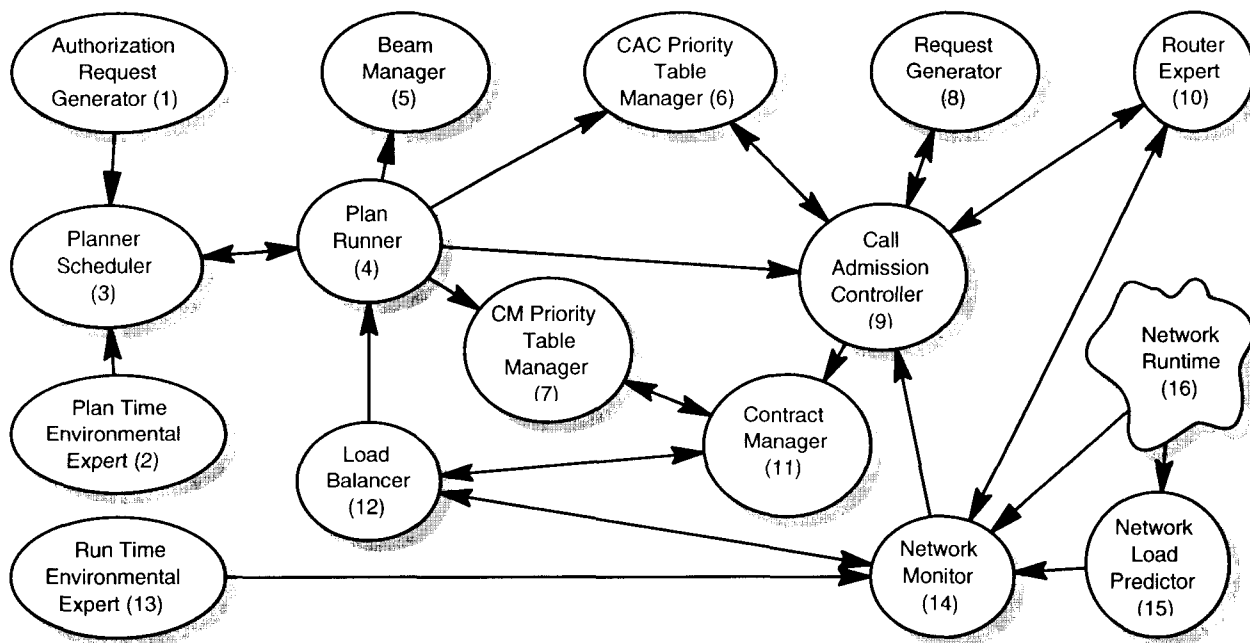 Authorization
Request
Generator (1)
Beam
Manager
(5)
CAC Priority
Table
Manager (6)
Request
Generator
(8)
Router
Expert
(10)
Planner
Scheduler
(3)
Plan
Runner
(4)
Call
Admission
Controller
(9)
CM Priority
Table
Manager
(7)
Network
Runtime
(16)
Plan Time
Environmental
Expert (2)
Load
Balancer
(12)
Contract
Manager
(11)
Run Time
Environmental
Expert (13)
Network
Monitor
(14)
Network
Load
Predictor
(15)